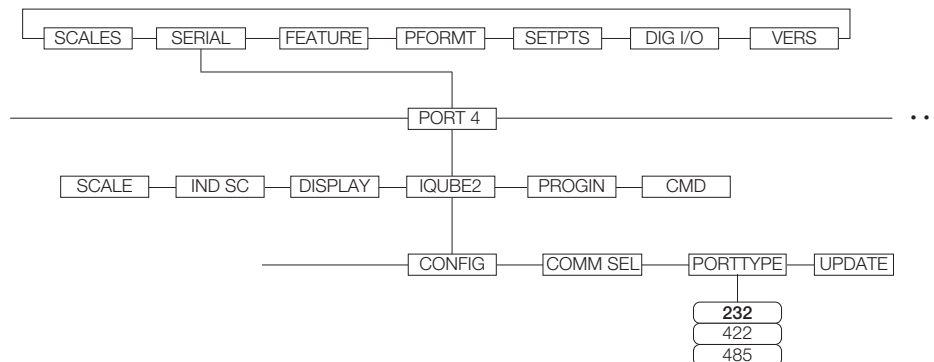 SCALES SERIAL FEATURE PFORMT SETPTS DIG I/O VERS
PORT 4
SCALE IND SC DISPLAY IQUBE2 PROGIN CMD
CONFIG COMM SEL PORTTYPE UPDATE
232
422
485